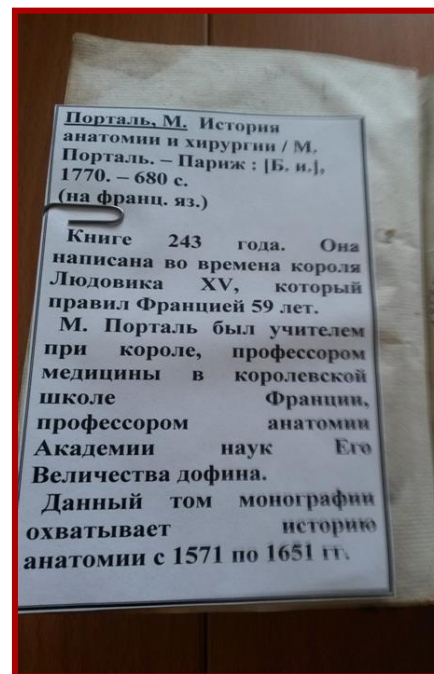 Порталь, М. История
анатомии и хирургии / М.
Порталь. – Париж : [Б. и.],
1770. – 680 с.
(на франц. яз.)
Книге 243 года. Она
написана во времена короля
Людовика XV, который
правил Францией 59 лет.
М. Порталь был учителем
при короле, профессором
медицины в королевской
школе Франции,
профессором анатомии
Академии наук Его
Величества дофина.
Данный том монографии
охватывает историю
анатомии с 1571 по 1651 гг.